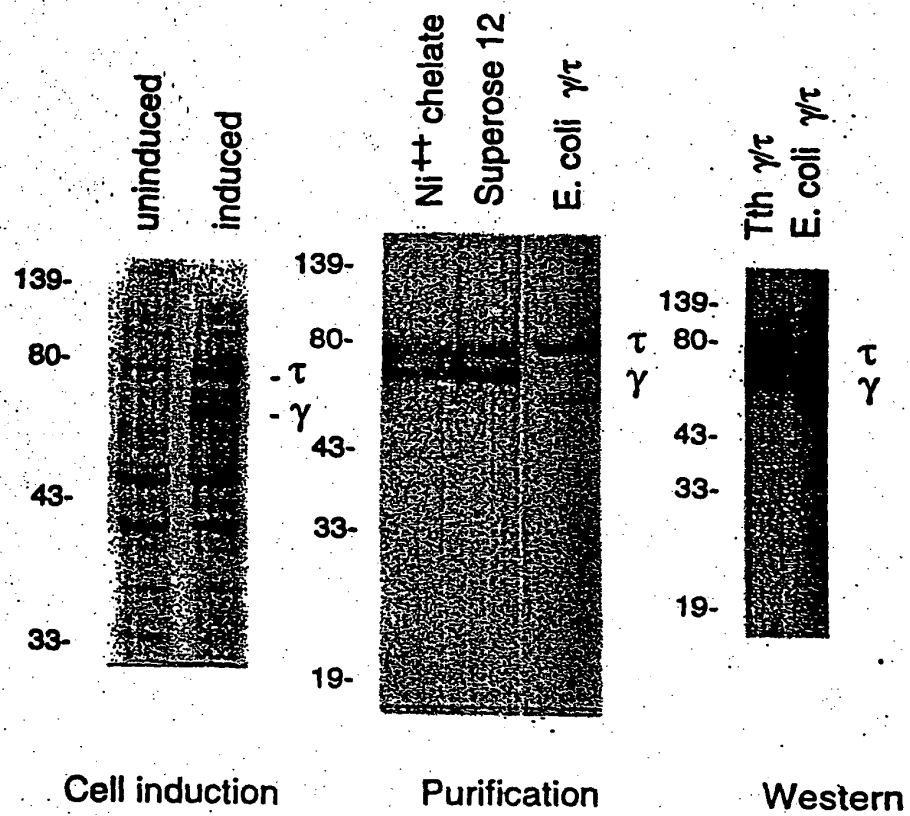 uninduced
induced
139-
80-
43-
33-
- τ
- γ
Cell induction
Ni++ chelate
Superose 12
E. coli γ/τ
139-
80-
43-
33-
19-
τ
γ
Purification
Tth γ/τ
E. coli γ/τ
139-
80-
43-
33-
19-
τ
γ
Western